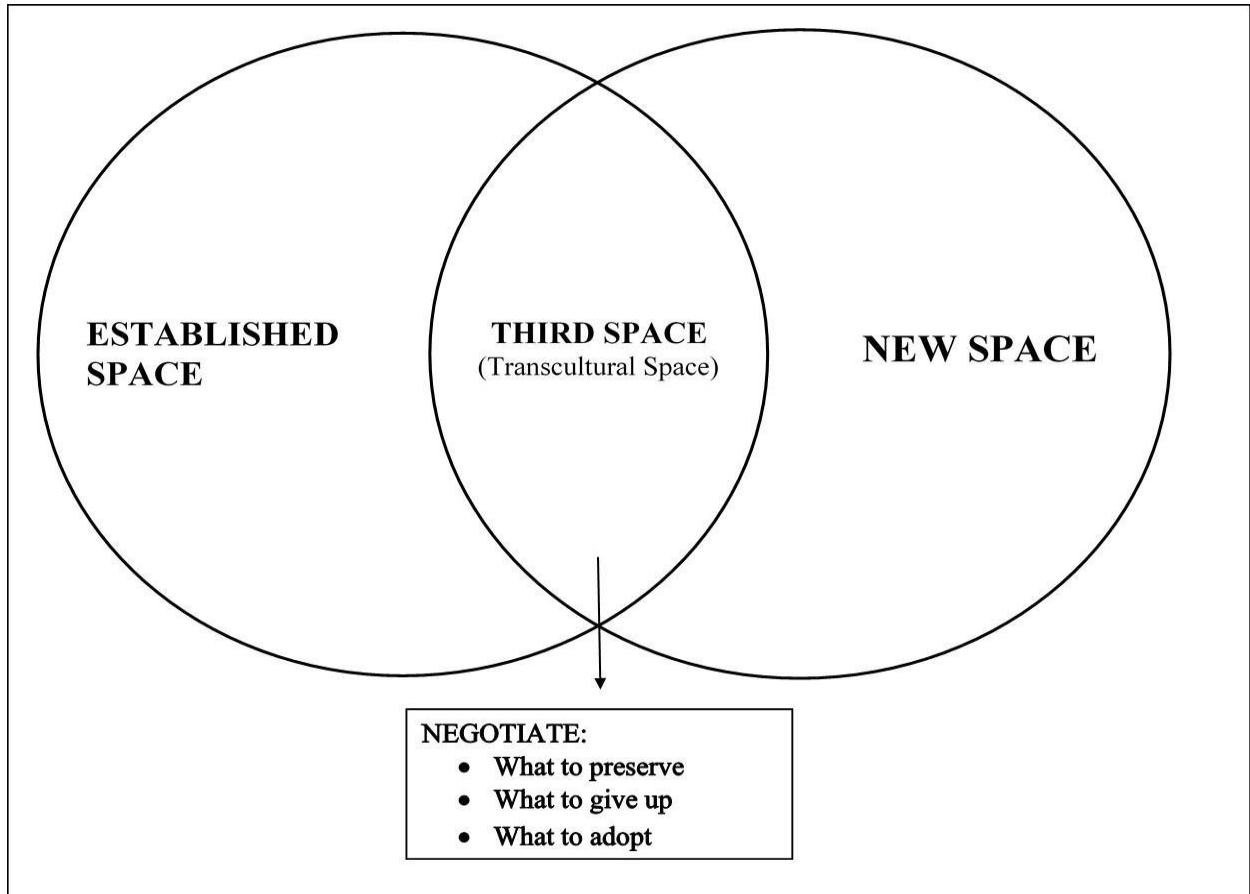 ESTABLISHED
SPACE
THIRD SPACE
(Transcultural Space)
NEW SPACE
NEGOTIATE:
• What to preserve
• What to give up
• What to adopt